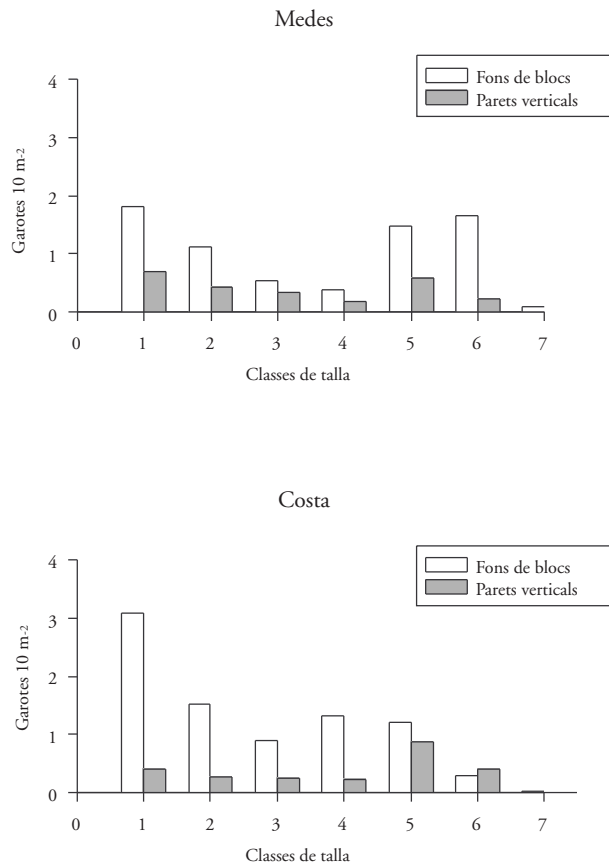 Medes
Fons de blocs
Parets verticals
4
3
2
1
0
Garotes 10 m-2
0 1 2 3 4 5 6 7
Classes de talla
Costa
Fons de blocs
Parets verticals
4
3
2
1
0
Garotes 10 m-2
0 1 2 3 4 5 6 7
Classes de talla